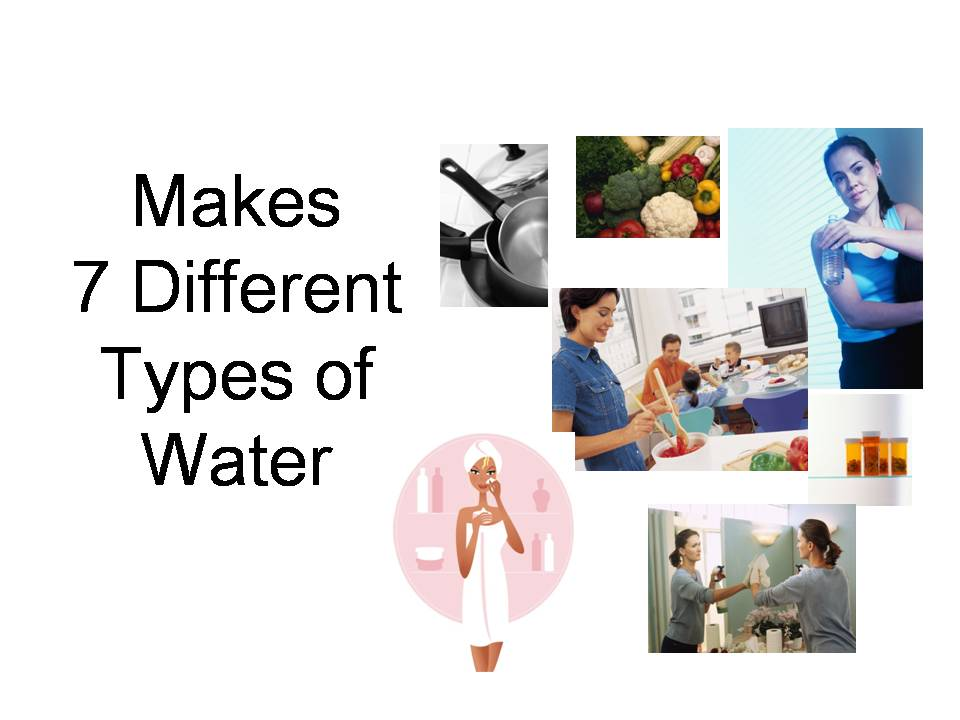 Makes
7 Different
Types of
Water